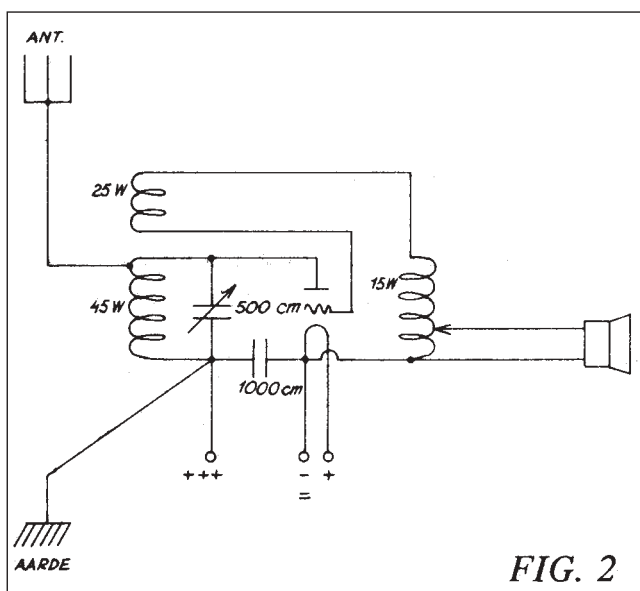 ANT.
25 W
45 W
500 cm
15 W
1000 cm
+++
- +
=
AARDE
FIG. 2